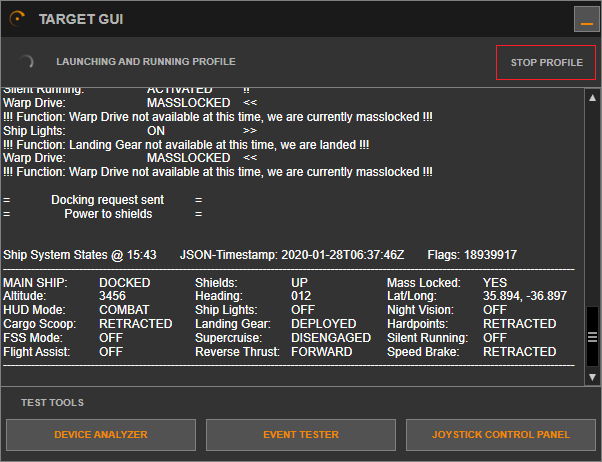 TARGET GUI
LAUNCHING AND RUNNING PROFILE STOP PROFILE
Silent Running: ACTIVATED !!
Warp Drive: MASSLOCKED <<
!!! Function: Warp Drive not available at this time, we are currently masslocked !!!
Ship Lights: ON >>
!!! Function: Landing Gear not available at this time, we are landed !!!
Warp Drive: MASSLOCKED <<
!!! Function: Warp Drive not available at this time, we are currently masslocked !!!
= Docking request sent =
= Power to shields =
Ship System States @ 15:43 JSON-Timestamp: 2020-01-28T06:37:46Z Flags: 18939917
MAIN SHIP: DOCKED Shields: UP Mass Locked: YES
Altitude: 3456 Heading: 012 Lat/Long: 35.894, -36.897
HUD Mode: COMBAT Ship Lights: OFF Night Vision: OFF
Cargo Scoop: RETRACTED Landing Gear: DEPLOYED Hardpoints: RETRACTED
FSS Mode: OFF Supercruise: DISENGAGED Silent Running: OFF
Flight Assist: OFF Reverse Thrust: FORWARD Speed Brake: RETRACTED
TEST TOOLS
DEVICE ANALYZER EVENT TESTER JOYSTICK CONTROL PANEL